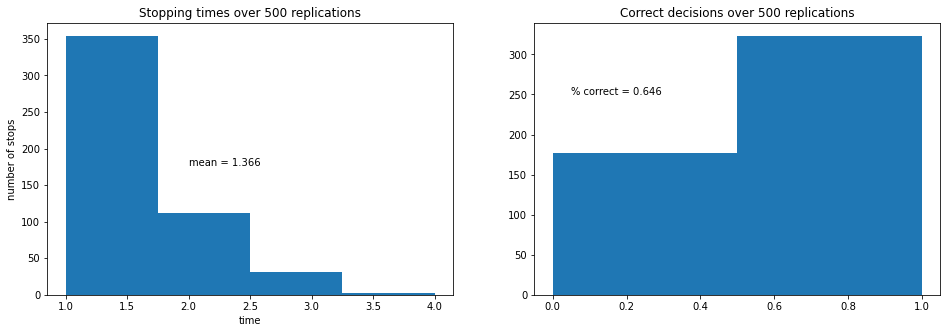 Stopping times over 500 replications
350
300
250
200
150
100
50
0
number of stops
mean = 1.366
1.0 1.5 2.0 2.5 3.0 3.5 4.0
time
Correct decisions over 500 replications
300
250
200
150
100
50
0
% correct = 0.646
0.0 0.2 0.4 0.6 0.8 1.0